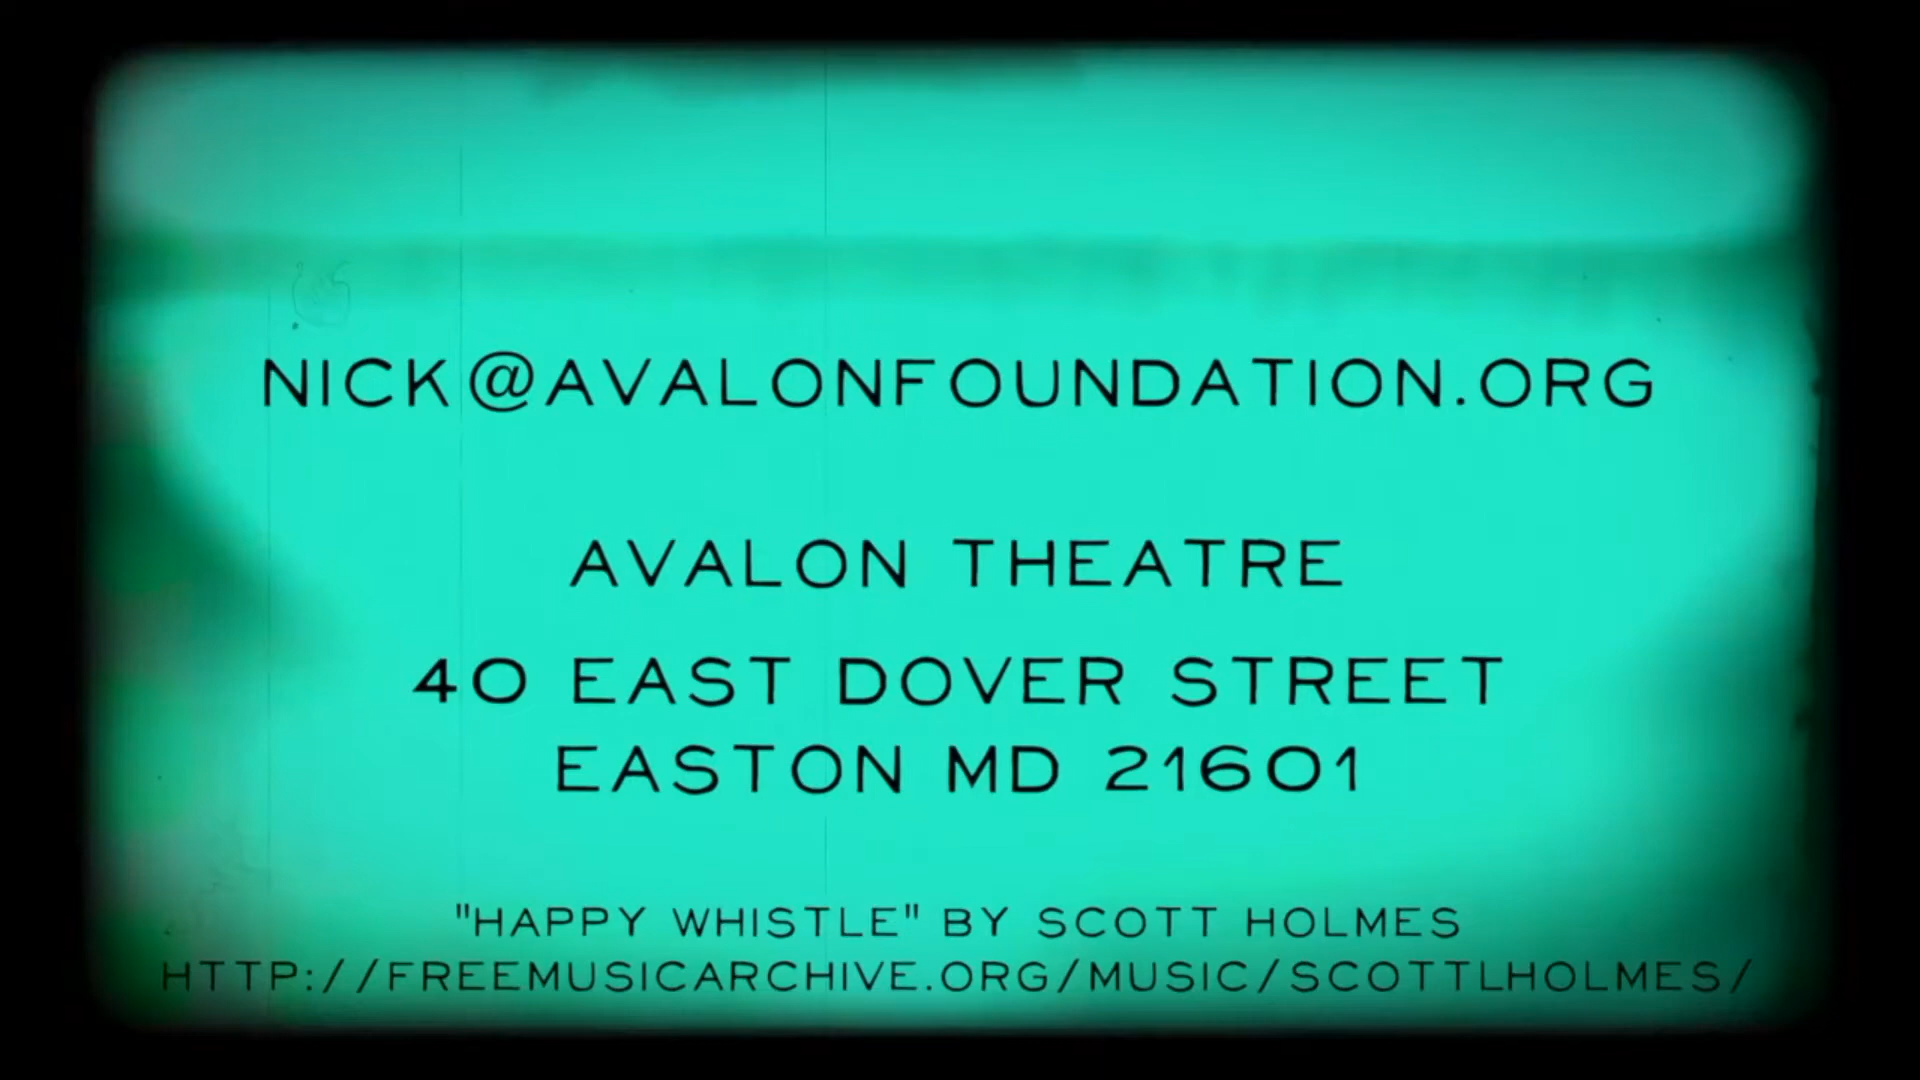 NICK@AVALONFOUNDATION.ORG
AVALON THEATRE
40 EAST DOVER STREET
EASTON MD 21601
"HAPPY WHISTLE" BY SCOTT HOLMES
HTTP://FREEMUSICARCHIVE.ORG/MUSIC/SCOTTLHOLMES/